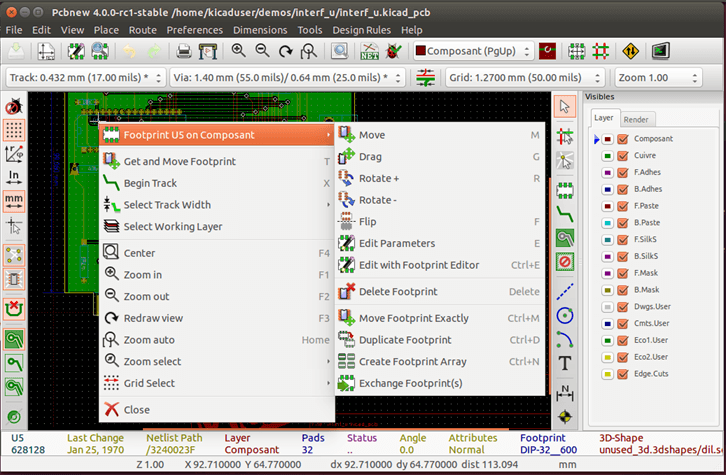 Pcbnew 4.0.0-rc1-stable /home/kicaduser/demos/interf_u/interf_u.kicad_pcb
File Edit View Place Route Preferences Dimensions Tools Design Rules Help
Composant (PgUp)
Track: 0.432 mm (17.00 mils) * Via: 1.40 mm (55.0 mils)/ 0.64 mm (25.0 mils) * Grid: 1.2700 mm (50.00 mils) Zoom 1.00
Visibles
Layer Render
Composant
Cuivre
F.Adhes
B.Adhes
F.Paste
B.Paste
F.SilkS
B.SilkS
F.Mask
B.Mask
Dwgs.User
Cmts.User
Eco1.User
Eco2.User
Edge.Cuts
In
mm
Footprint U5 on Composant
Get and Move Footprint T
Begin Track X
Select Track Width
Select Working Layer
Center F4
Zoom in F1
Zoom out F2
Redraw view F3
Zoom auto Home
Zoom select
Grid Select
Close
Move M
Drag G
Rotate + R
Rotate -
Flip F
Edit Parameters E
Edit with Footprint Editor Ctrl+E
Delete Footprint Delete
Move Footprint Exactly Ctrl+M
Duplicate Footprint Ctrl+D
Create Footprint Array Ctrl+N
Exchange Footprint(s)
T
N
U5 Last Change Netlist Path Layer Pads Status Angle Attributes Footprint 3D-Shape
628128 Jan 25, 1970 /3240023F Composant 32 .. 0.0 Normal DIP-32__600 unused_3d.3dshapes/dil.s
Z 1.00 X 92.710000 Y 64.770000 dx 92.710000 dy 64.770000 dist 113.094 mm